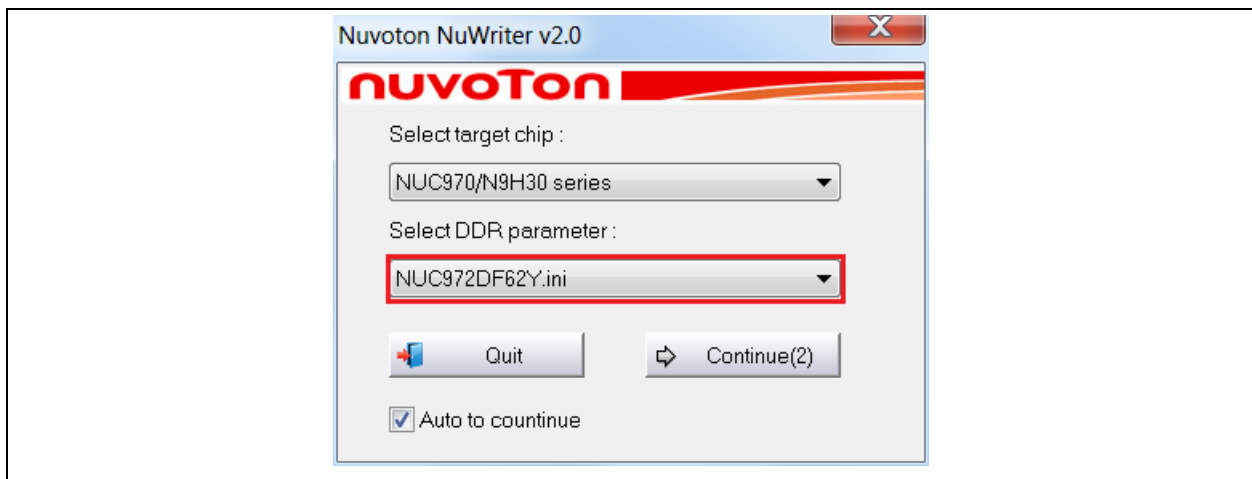 Nuvoton NuWriter v2.0
nuvoTon
Select target chip :
NUC970/N9H30 series
Select DDR parameter :
NUC972DF62Y.ini
Quit
Continue(2)
Auto to countinue